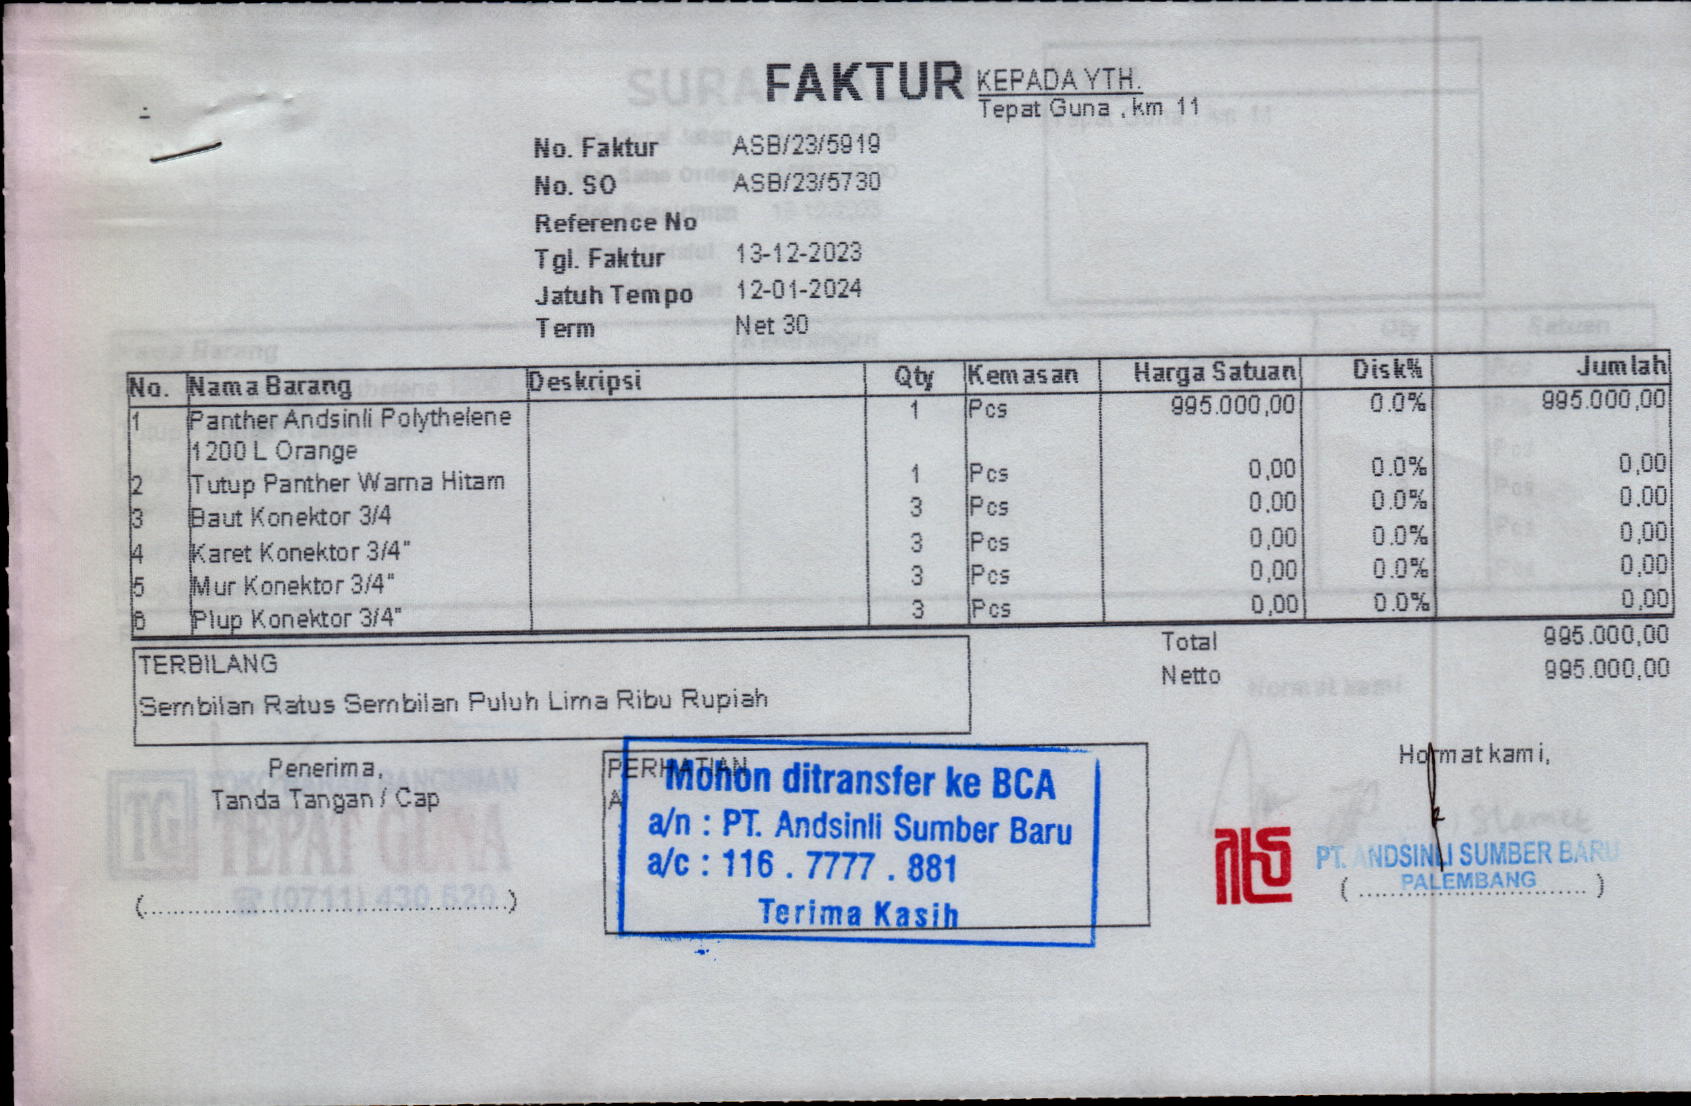 FAKTUR
KEPADA YTH.
Tepat Guna , km 11
No. Faktur ASB/23/5919
No. SO ASB/23/5730
Reference No
Tgl. Faktur 13-12-2023
Jatuh Tempo 12-01-2024
Term Net 30
No. Nama Barang Deskripsi Qty Kemasan Harga Satuan Disk% Jumlah
1 Panther Andsinli Polythelene 1 Pcs 995.000,00 0.0% 995.000,00
1200 L Orange
2 Tutup Panther Warna Hitam 1 Pcs 0,00 0.0% 0,00
3 Baut Konektor 3/4 3 Pcs 0,00 0.0% 0,00
4 Karet Konektor 3/4" 3 Pcs 0,00 0.0% 0,00
5 Mur Konektor 3/4" 3 Pcs 0,00 0.0% 0,00
6 Plup Konektor 3/4" 3 Pcs 0,00 0.0% 0,00
Total 995.000,00
Netto 995.000,00
TERBILANG
Sembilan Ratus Sembilan Puluh Lima Ribu Rupiah
Penerima,
Tanda Tangan / Cap
TEPAT GUNA
(0711) 430 520
PERHATIAN
A
Mohon ditransfer ke BCA
a/n : PT. Andsinli Sumber Baru
a/c : 116 . 7777 . 881
Terima Kasih
Hormat kami,
PT. ANDSINLI SUMBER BARU
PALEMBANG